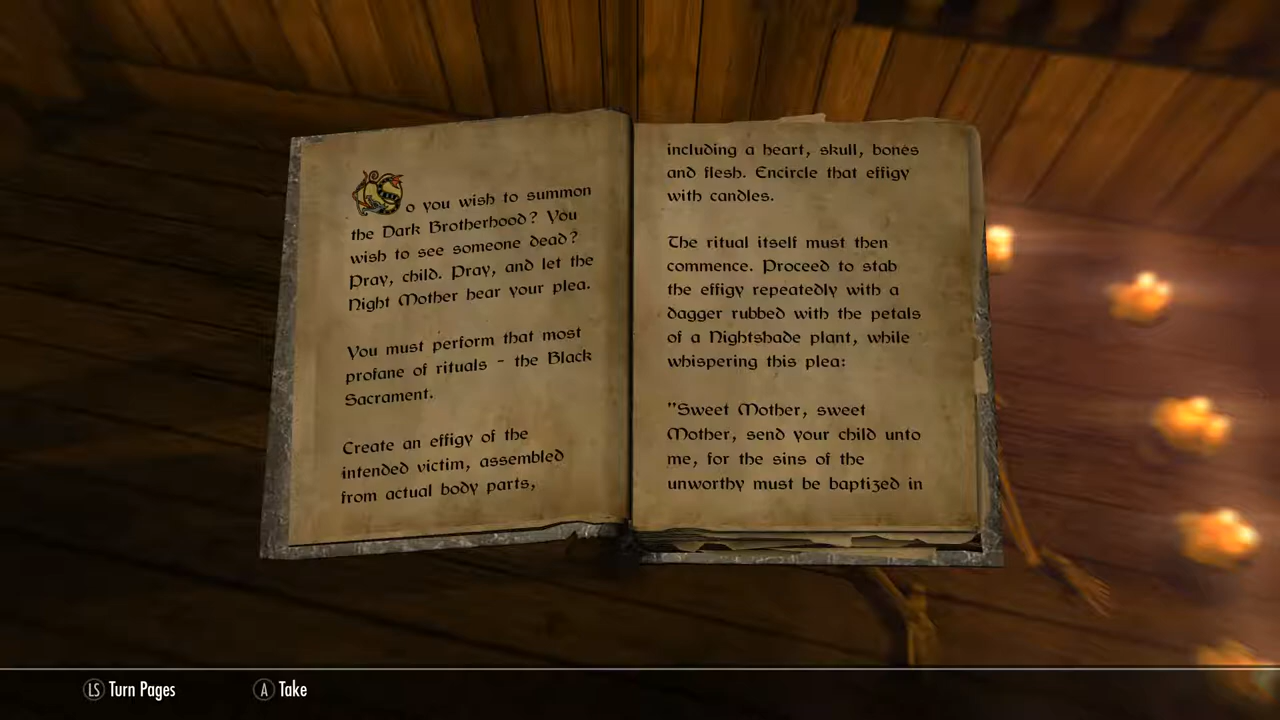 So you wish to summon
the Dark Brotherhood? You
wish to see someone dead?
Pray, child. Pray, and let the
Night Mother hear your plea.
You must perform that most
profane of rituals - the Black
Sacrament.
Create an effigy of the
intended victim, assembled
from actual body parts,
including a heart, skull, bones
and flesh. Encircle that effigy
with candles.
The ritual itself must then
commence. Proceed to stab
the effigy repeatedly with a
dagger rubbed with the petals
of a Nightshade plant, while
whispering this plea:
"Sweet Mother, sweet
Mother, send your child unto
me, for the sins of the
unworthy must be baptized in
LS Turn Pages
A Take